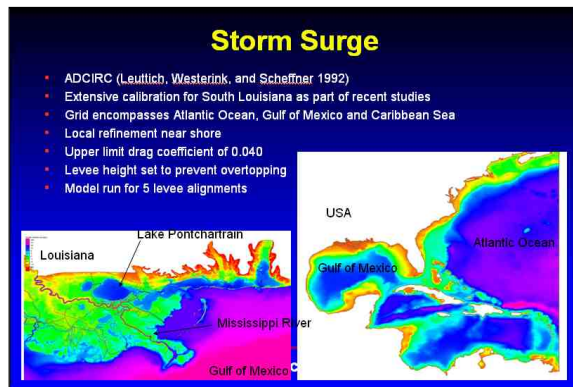 Storm Surge
ADCIRC (Leuttich, Westerink, and Scheffner 1992)
Extensive calibration for South Louisiana as part of recent studies
Grid encompasses Atlantic Ocean, Gulf of Mexico and Caribbean Sea
Local refinement near shore
Upper limit drag coefficient of 0.040
Levee height set to prevent overtopping
Model run for 5 levee alignments
Lake Pontchartrain
Louisiana
Mississippi River
Gulf of Mexico
USA
Atlantic Ocean
Gulf of Mexico